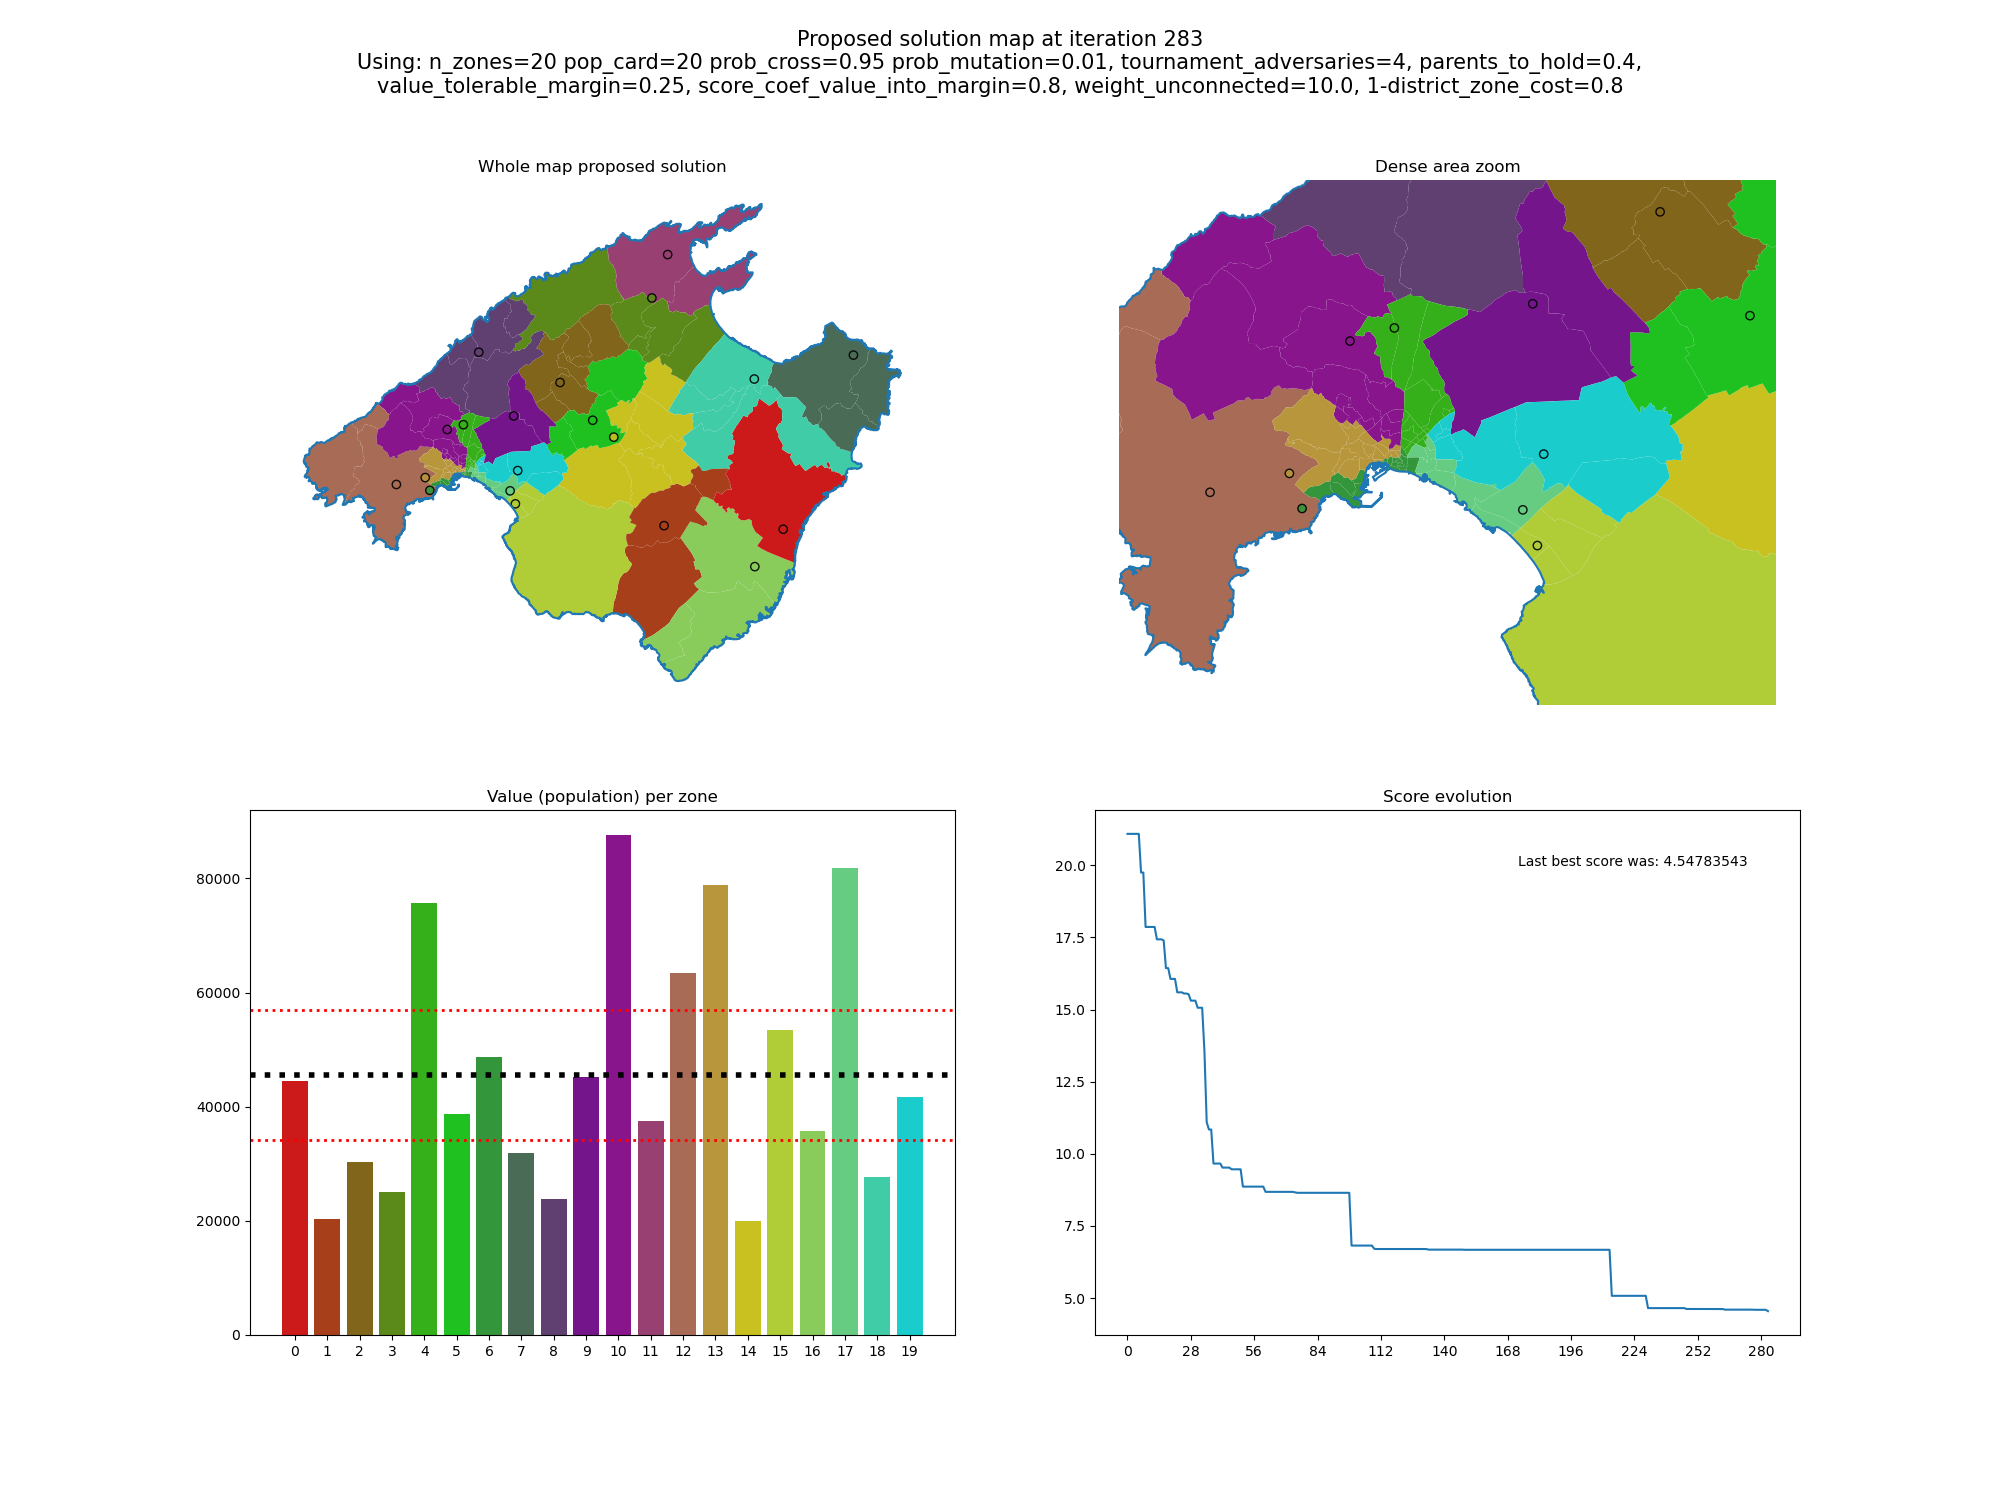 Proposed solution map at iteration 283
Using: n_zones=20 pop_card=20 prob_cross=0.95 prob_mutation=0.01, tournament_adversaries=4, parents_to_hold=0.4,
value_tolerable_margin=0.25, score_coef_value_into_margin=0.8, weight_unconnected=10.0, 1-district_zone_cost=0.8
Whole map proposed solution
Dense area zoom
Value (population) per zone
80000
60000
40000
20000
0
0 1 2 3 4 5 6 7 8 9 10 11 12 13 14 15 16 17 18 19
Score evolution
Last best score was: 4.54783543
20.0
17.5
15.0
12.5
10.0
7.5
5.0
0 28 56 84 112 140 168 196 224 252 280